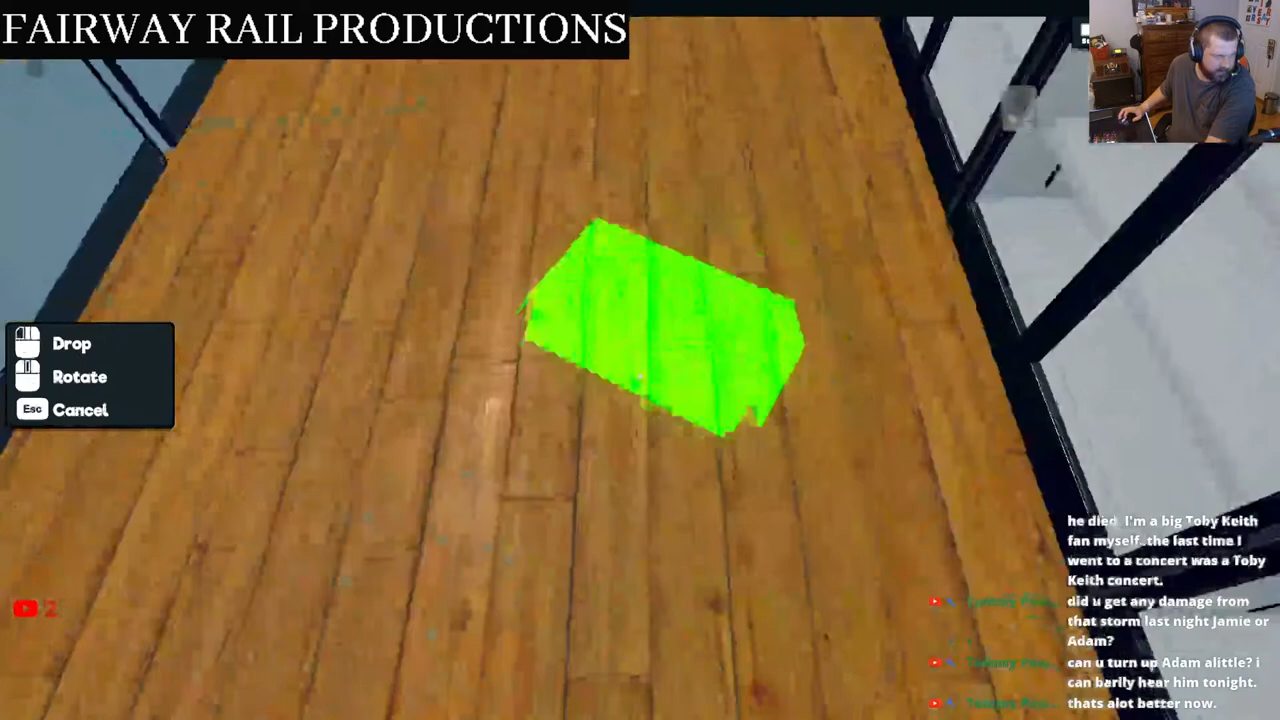 FAIRWAY RAIL PRODUCTIONS
Drop
Rotate
Esc Cancel
2
he died. I'm a big Toby Keith
fan myself..the last time I
went to a concert was a Toby
Keith concert.
did u get any damage from
that storm last night Jamie or
Adam?
can u turn up Adam alittle? i
can barlly hear him tonight.
thats alot better now.